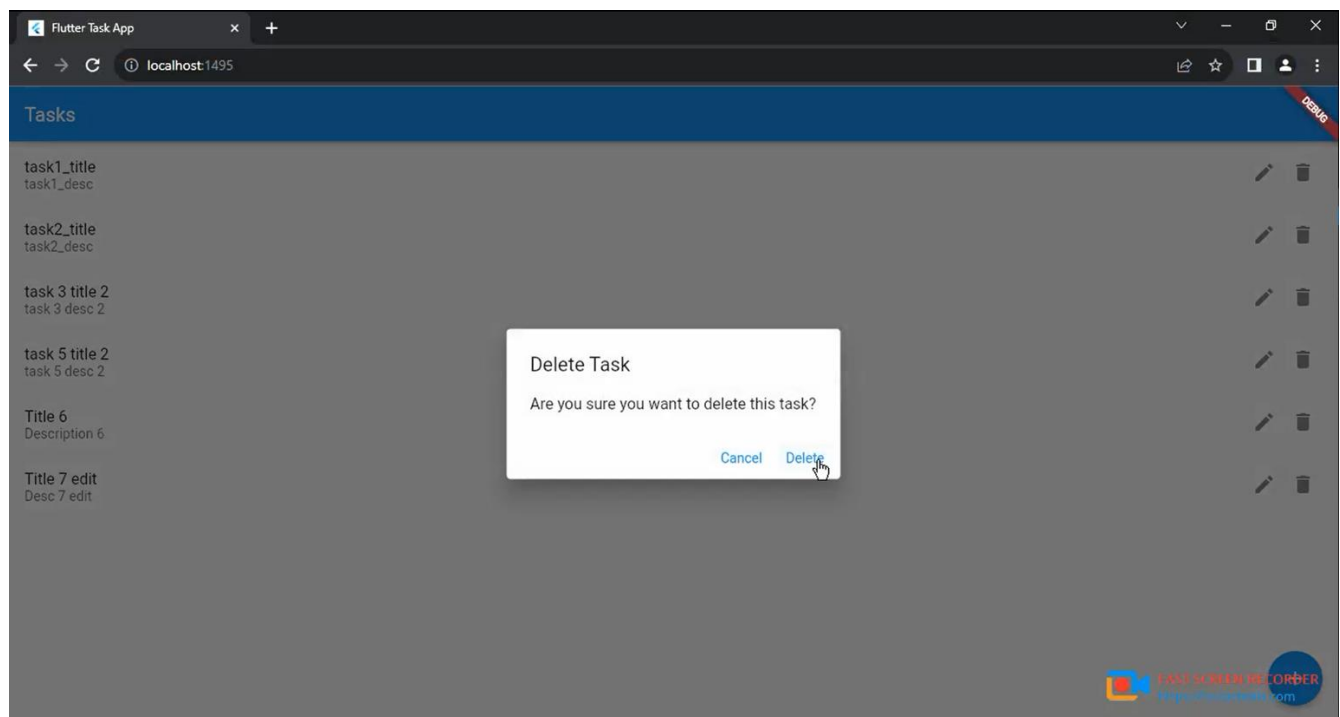 Flutter Task App
localhost:1495
Tasks
DEBUG
task1_title
task1_desc
task2_title
task2_desc
task 3 title 2
task 3 desc 2
task 5 title 2
task 5 desc 2
Title 6
Description 6
Title 7 edit
Desc 7 edit
Delete Task
Are you sure you want to delete this task?
Cancel Delete
SCREEN RECORDER